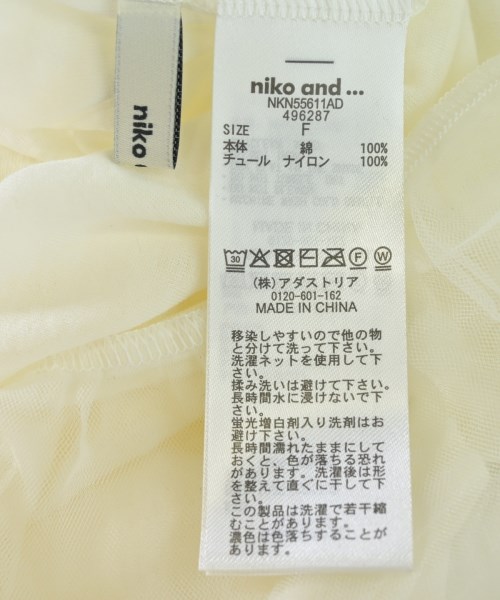 niko and ...
niko and ...
NKN55611AD
496287
SIZE F
本体 綿 100%
チュール ナイロン 100%
30
F
W
(株)アダストリア
0120-601-162
MADE IN CHINA
移染しやすいので他の物
と分けて洗って下さい。
洗濯ネットを使用して下
さい。
揉み洗いは避けて下さい。
長時間水に浸けないで下
さい。
蛍光増白剤入り洗剤はお
避け下さい。
長時間濡れたままにして
おくと、色が落ちる恐れ
があります。洗濯後は形
を整えて直ぐに干して下
さい。
この製品は洗濯で若干縮
むことがあります。
濃色は色落ちすることが
あります。